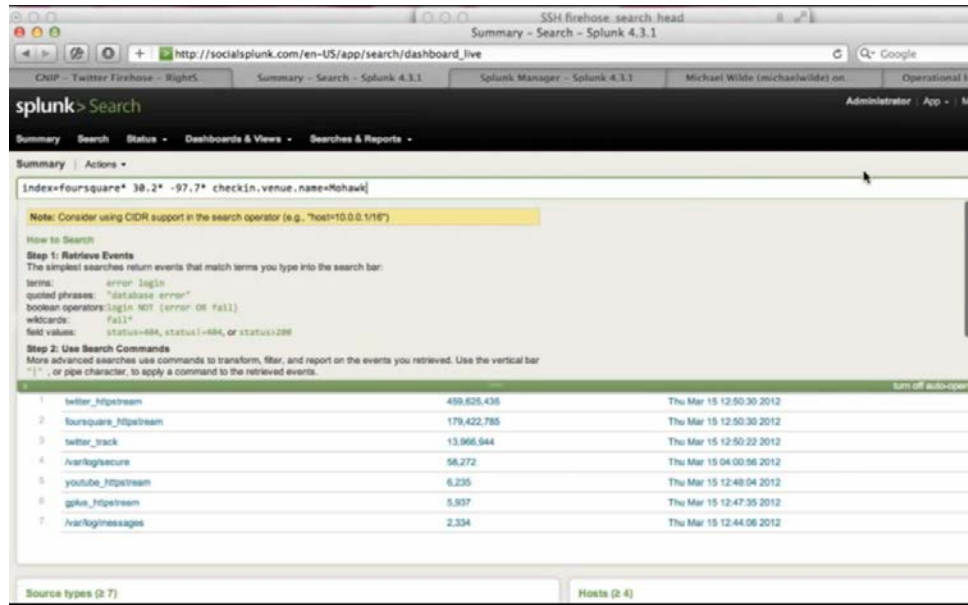 SSH firehose search head
Summary – Search – Splunk 4.3.1
http://socialsplunk.com/en-US/app/search/dashboard_live
Google
CNIP – Twitter Firehose – RightS...
Summary – Search – Splunk 4.3.1
Splunk Manager – Splunk 4.3.1
Michael Wilde (michaelwilde) on...
Operational I
splunk> Search
Administrator | App | M
Summary Search Status Dashboards & Views Searches & Reports
Summary | Actions
index=foursquare* 30.2* -97.7* checkin.venue.name=Mohawk
Note: Consider using CIDR support in the search operator (e.g., "host=10.0.0.1/16")
How to Search
Step 1: Retrieve Events
The simplest searches return events that match terms you type into the search bar:
terms: error login
quoted phrases: "database error"
boolean operators: login NOT (error OR fail)
wildcards: fail*
field values: status=404, status!=404, or status>200
Step 2: Use Search Commands
More advanced searches use commands to transform, filter, and report on the events you retrieved. Use the vertical bar
"|" , or pipe character, to apply a command to the retrieved events.
turn off auto-open
1 twitter_httpstream 459,625,435 Thu Mar 15 12:50:30 2012
2 foursquare_httpstream 179,422,785 Thu Mar 15 12:50:30 2012
3 twitter_track 13,966,944 Thu Mar 15 12:50:22 2012
4 /var/log/secure 58,272 Thu Mar 15 04:00:56 2012
5 youtube_httpstream 6,235 Thu Mar 15 12:48:04 2012
6 gplus_httpstream 5,937 Thu Mar 15 12:47:35 2012
7 /var/log/messages 2,334 Thu Mar 15 12:44:06 2012
Source types (≥ 7)
Hosts (≥ 4)